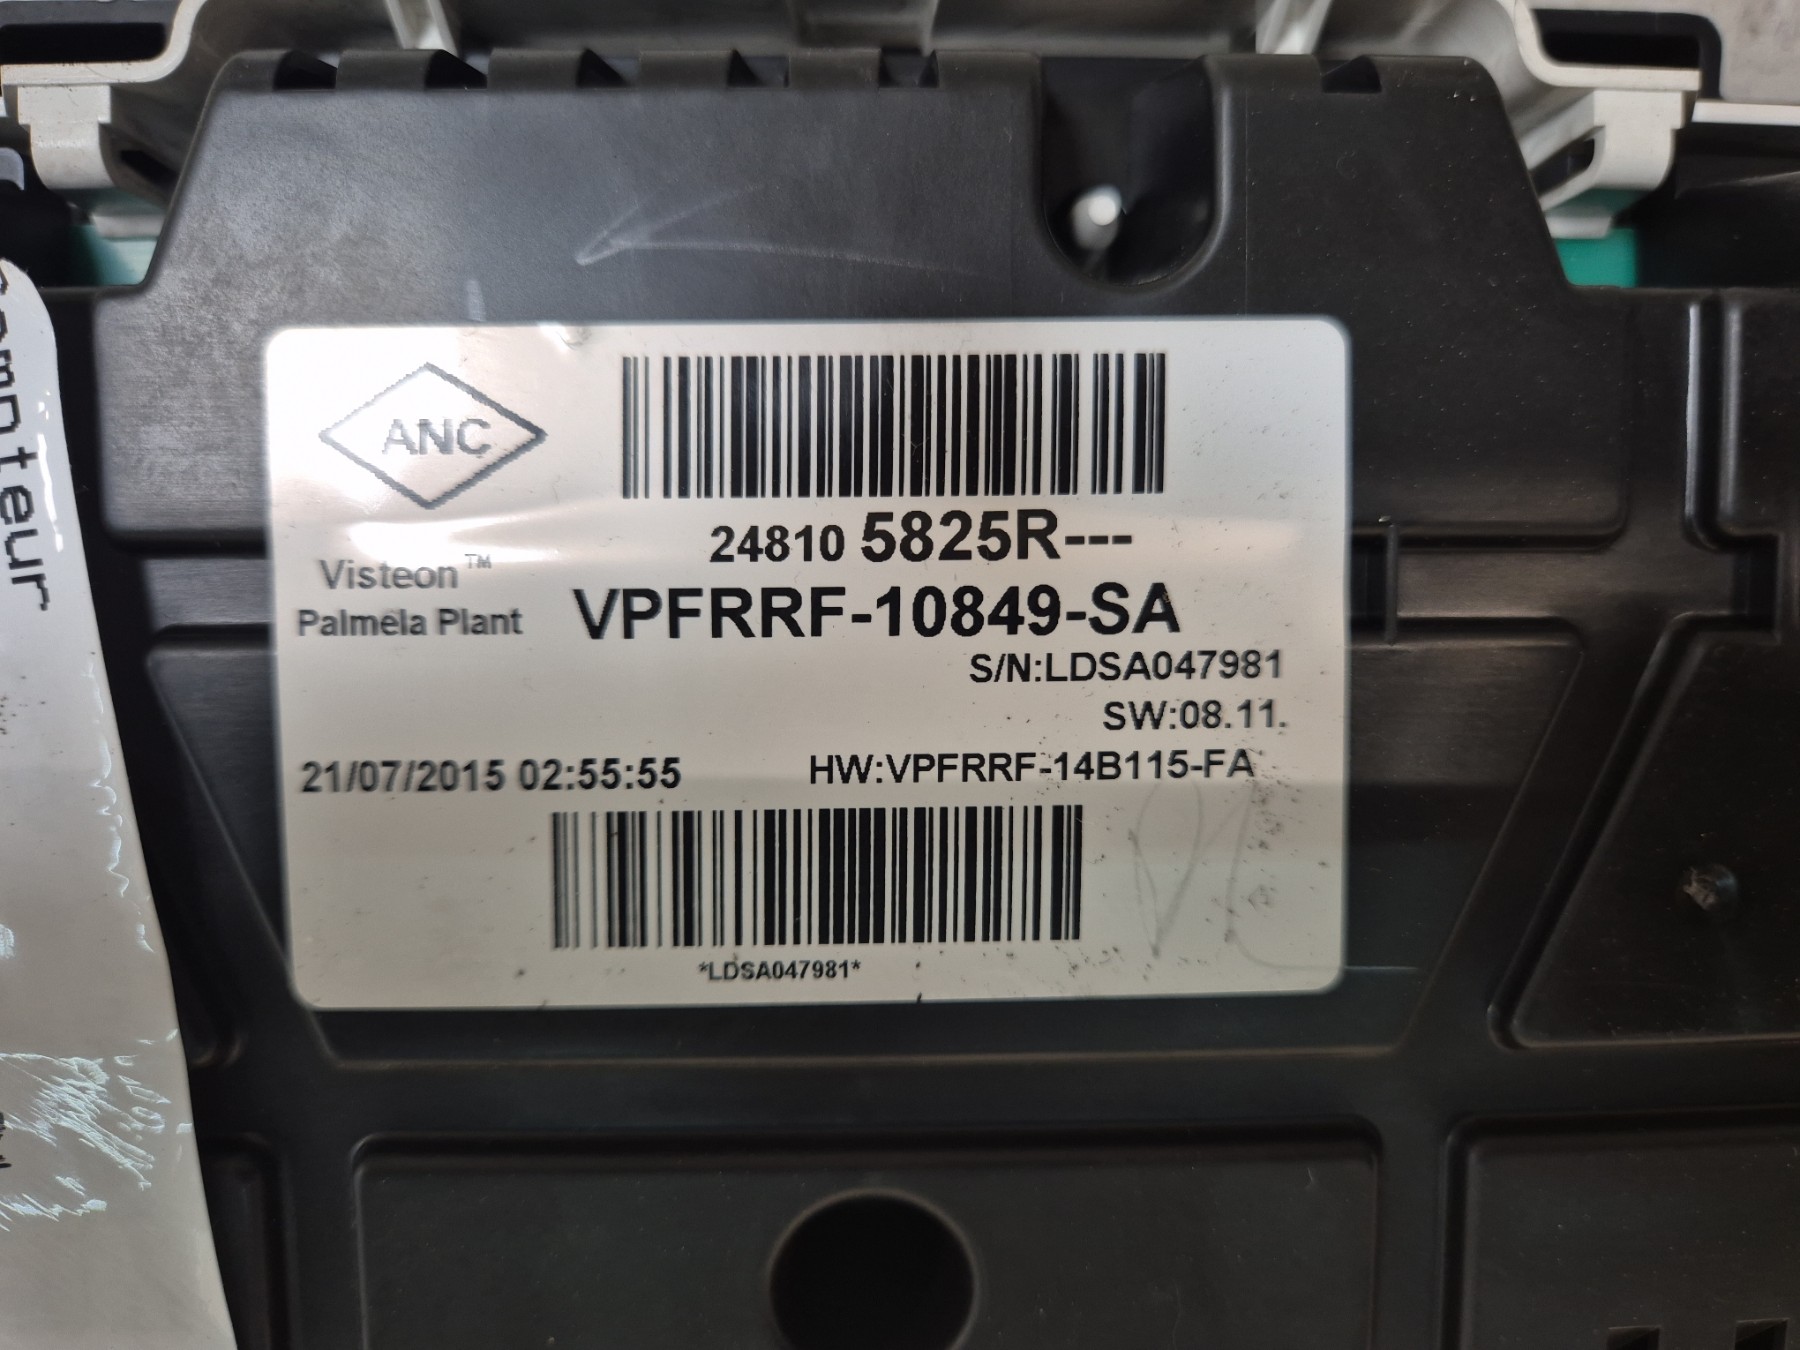 ANC
24810 5825R---
Visteon™
Palmela Plant
VPFRRF-10849-SA
S/N:LDSA047981
SW:08.11.
21/07/2015 02:55:55
HW:VPFRRF-14B115-FA
*LDSA047981*
compteur